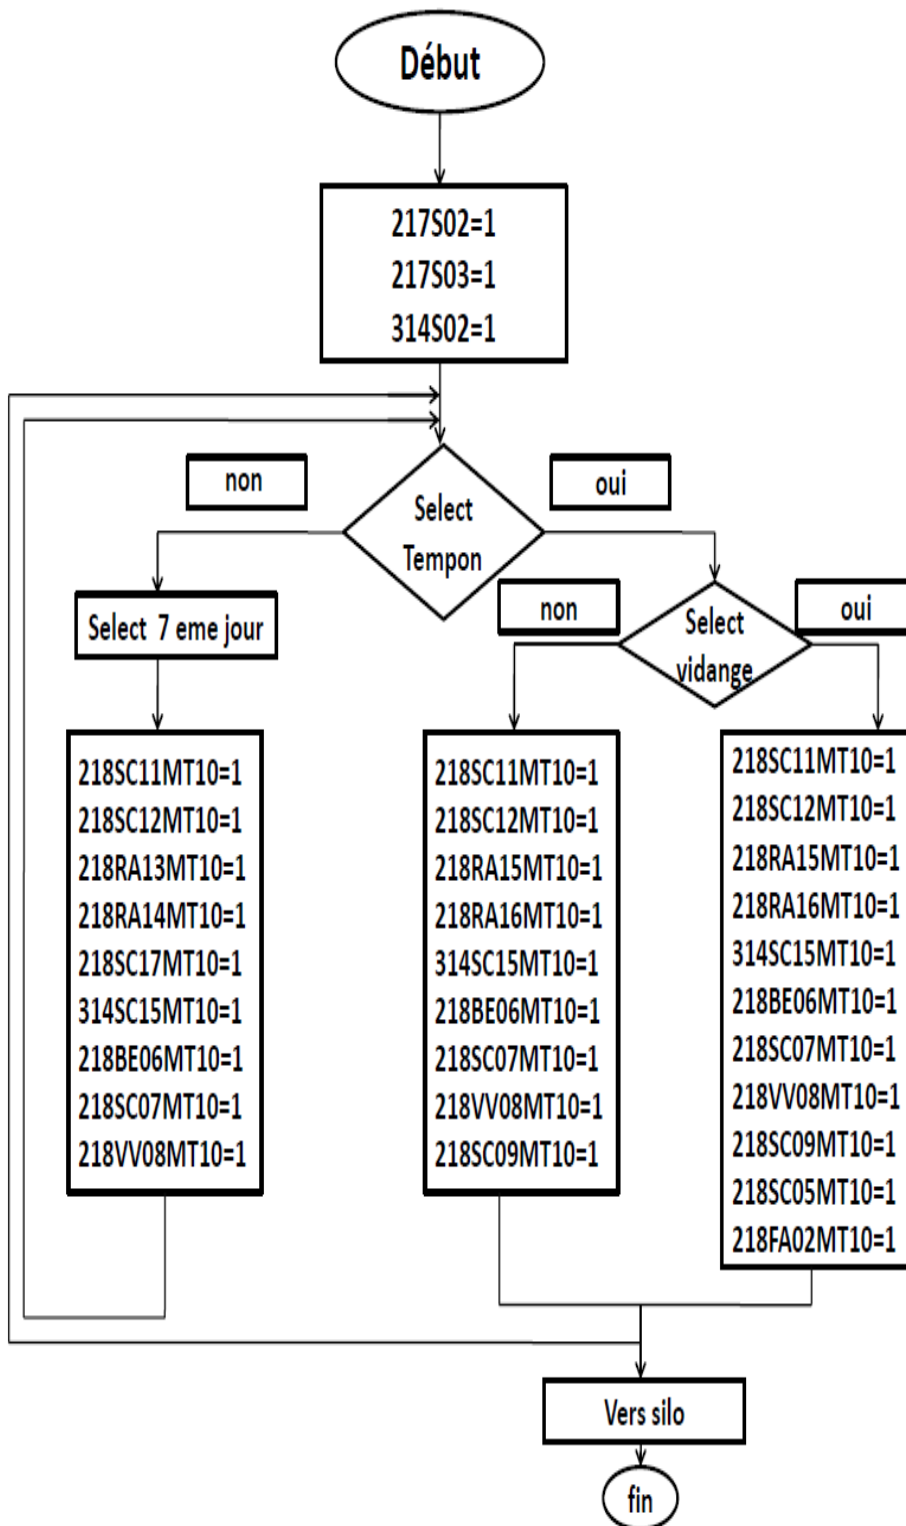 Début
217S02=1
217S03=1
314S02=1
non
oui
Select
Tempon
Select 7 eme jour
non
oui
Select
vidange
218SC11MT10=1
218SC12MT10=1
218RA13MT10=1
218RA14MT10=1
218SC17MT10=1
314SC15MT10=1
218BE06MT10=1
218SC07MT10=1
218VV08MT10=1
218SC11MT10=1
218SC12MT10=1
218RA15MT10=1
218RA16MT10=1
314SC15MT10=1
218BE06MT10=1
218SC07MT10=1
218VV08MT10=1
218SC09MT10=1
218SC11MT10=1
218SC12MT10=1
218RA15MT10=1
218RA16MT10=1
314SC15MT10=1
218BE06MT10=1
218SC07MT10=1
218VV08MT10=1
218SC09MT10=1
218SC05MT10=1
218FA02MT10=1
Vers silo
fin